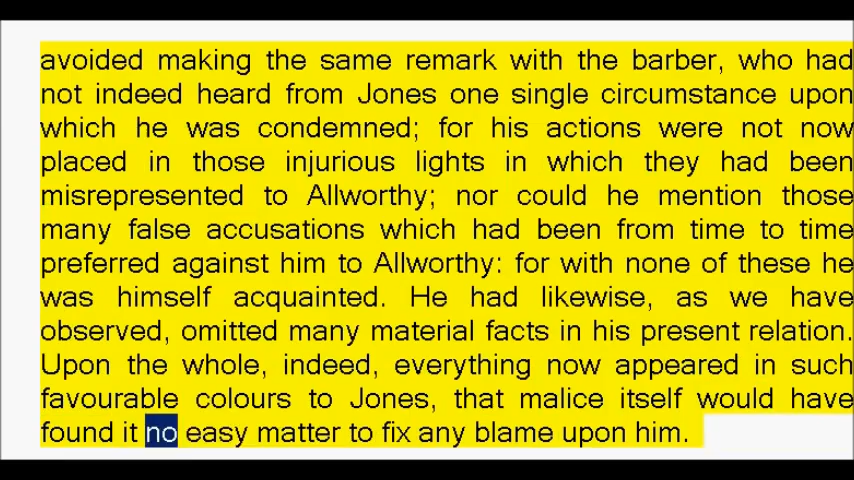 avoided making the same remark with the barber, who had
not indeed heard from Jones one single circumstance upon
which he was condemned; for his actions were not now
placed in those injurious lights in which they had been
misrepresented to Allworthy; nor could he mention those
many false accusations which had been from time to time
preferred against him to Allworthy: for with none of these he
was himself acquainted. He had likewise, as we have
observed, omitted many material facts in his present relation.
Upon the whole, indeed, everything now appeared in such
favourable colours to Jones, that malice itself would have
found it no easy matter to fix any blame upon him.